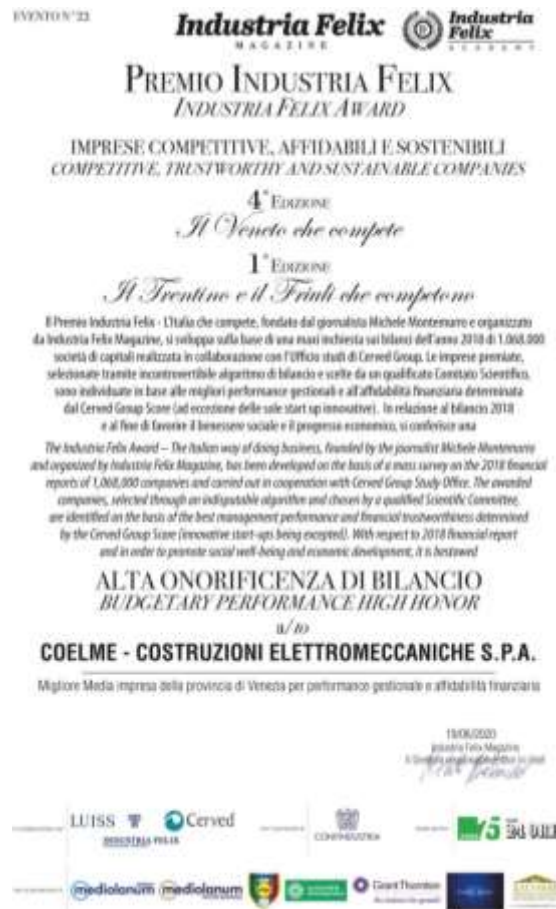 EVENTO N°22
Industria Felix
MAGAZINE
Industria
Felix
ACADEMY
PREMIO INDUSTRIA FELIX
INDUSTRIA FELIX AWARD
IMPRESE COMPETITIVE, AFFIDABILI E SOSTENIBILI
COMPETITIVE, TRUSTWORTHY AND SUSTAINABLE COMPANIES
4ª EDIZIONE
Il Veneto che compete
1ª EDIZIONE
Il Trentino e il Friuli che competono
Il Premio Industria Felix - L'Italia che compete, fondato dal giornalista Michele Montemurro e organizzato
da Industria Felix Magazine, si sviluppa sulla base di una maxi inchiesta sui bilanci dell'anno 2018 di 1.068.000
società di capitali realizzata in collaborazione con l'Ufficio studi di Cerved Group. Le imprese premiate,
selezionate tramite incontrovertibile algoritmo di bilancio e scelte da un qualificato Comitato Scientifico,
sono individuate in base alle migliori performance gestionali e all'affidabilità finanziaria determinata
dal Cerved Group Score (ad eccezione delle sole start up innovative). In relazione al bilancio 2018
e al fine di favorire il benessere sociale e il progresso economico, si conferisce una
The Industria Felix Award – The Italian way of doing business, founded by the journalist Michele Montemurro
and organized by Industria Felix Magazine, has been developed on the basis of a mass survey on the 2018 financial
reports of 1,068,000 companies and carried out in cooperation with Cerved Group Study Office. The awarded
companies, selected through an indisputable algorithm and chosen by a qualified Scientific Committee,
are identified on the basis of the best management performance and financial trustworthiness determined
by the Cerved Group Score (innovative start-ups being excepted). With respect to 2018 financial report
and in order to promote social well-being and economic development, it is bestowed
ALTA ONORIFICENZA DI BILANCIO
BUDGETARY PERFORMANCE HIGH HONOR
a/to
COELME - COSTRUZIONI ELETTROMECCANICHE S.P.A.
Migliore Media impresa della provincia di Venezia per performance gestionale e affidabilità finanziaria
Industria Felix Magazine
LUISS
Cerved
INDUSTRIA FELIX
CONFINDUSTRIA
mediolanum
mediolanum
Grant Thornton